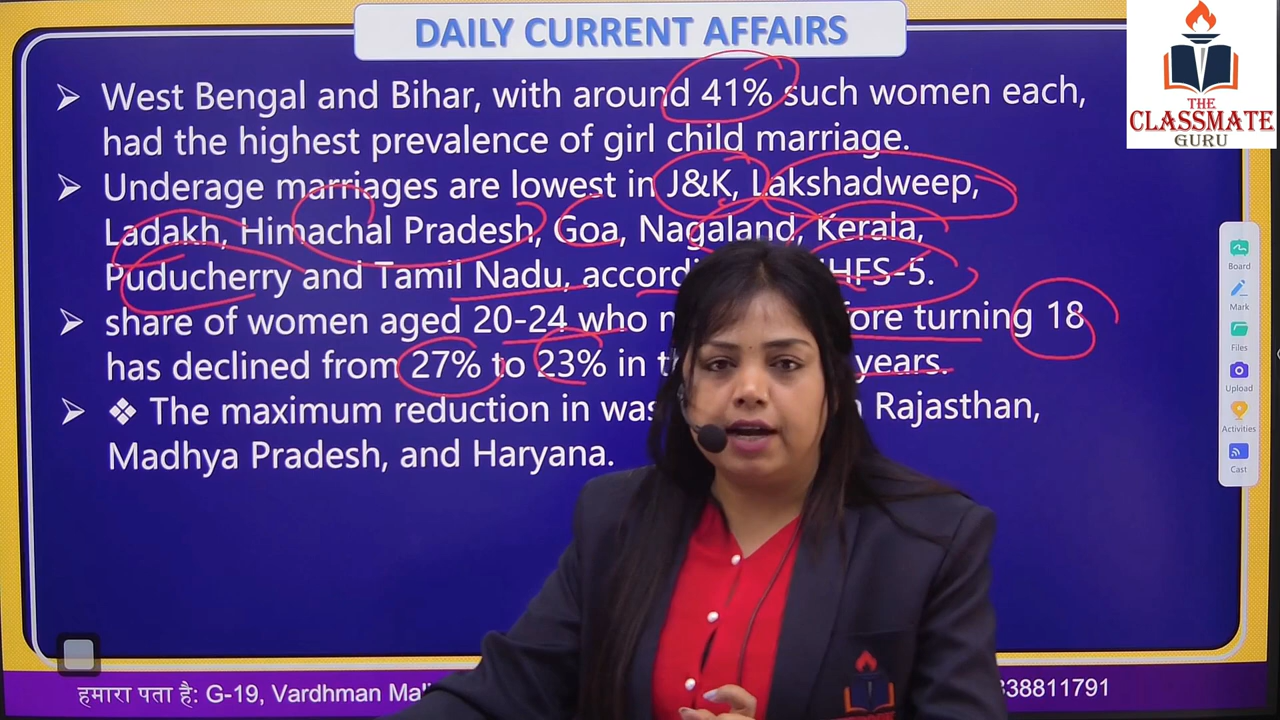 DAILY CURRENT AFFAIRS
THE
CLASSMATE
GURU
➢ West Bengal and Bihar, with around 41% such women each,
had the highest prevalence of girl child marriage.
➢ Underage marriages are lowest in J&K, Lakshadweep,
Ladakh, Himachal Pradesh, Goa, Nagaland, Kerala,
Puducherry and Tamil Nadu, HFS-5.
➢ share of women aged 20-24 who turning 18
has declined from 27% to 23% in years.
➢ ❖ The maximum reduction in was Rajasthan,
Madhya Pradesh, and Haryana.
Board
Mark
Files
Upload
Activities
Cast
हमारा पता है: G-19, Vardhman 38811791